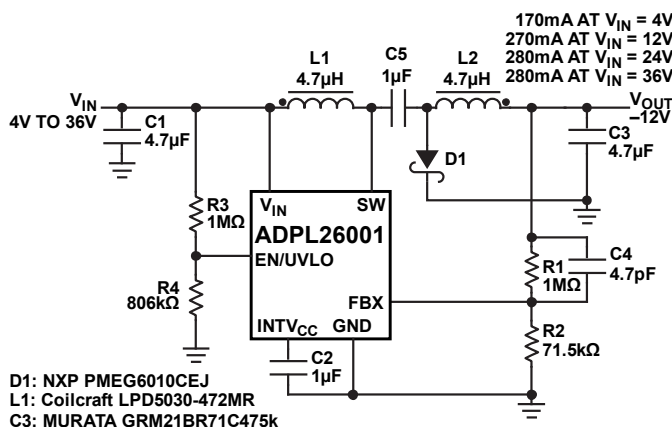 170mA AT VIN = 4V
270mA AT VIN = 12V
280mA AT VIN = 24V
280mA AT VIN = 36V
L1
4.7µH
C5
1µF
L2
4.7µH
VIN
4V TO 36V
C1
4.7µF
VOUT
–12V
D1
C3
4.7µF
R3
1MΩ
VIN
SW
ADPL26001
EN/UVLO
R4
806kΩ
FBX
R1
1MΩ
C4
4.7pF
INTVCC
GND
R2
71.5kΩ
C2
1µF
D1: NXP PMEG6010CEJ
L1: Coilcraft LPD5030-472MR
C3: MURATA GRM21BR71C475k